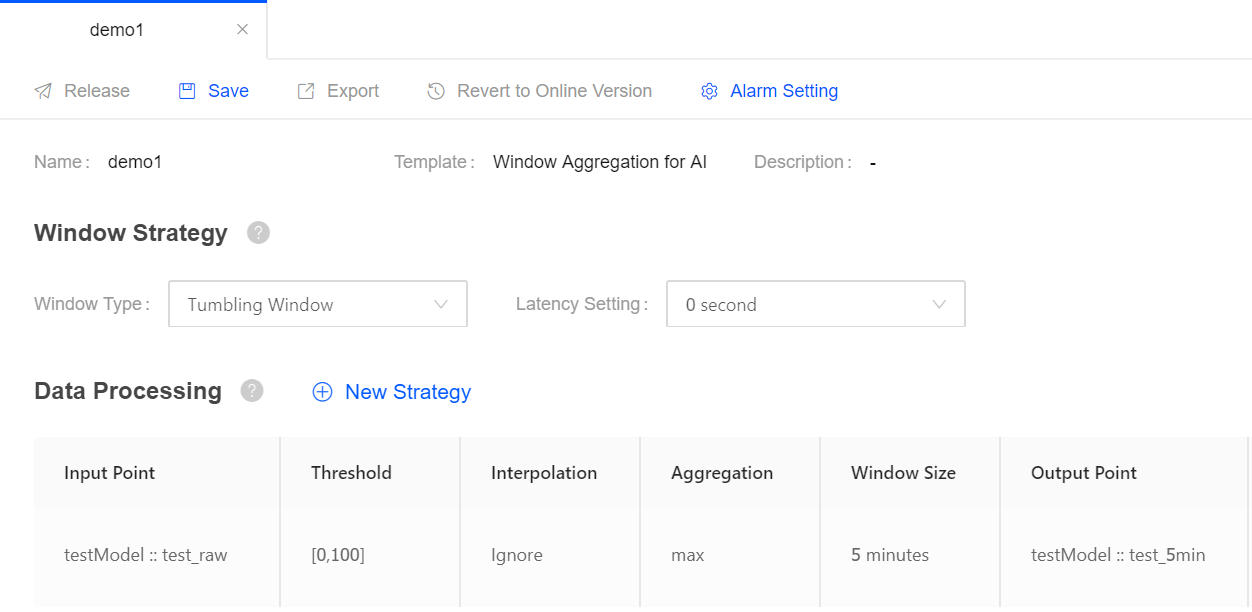 demo1
Release Save Export Revert to Online Version Alarm Setting
Name : demo1 Template : Window Aggregation for AI Description : -
Window Strategy ?
Window Type : Tumbling Window Latency Setting : 0 second
Data Processing ? New Strategy
Input Point Threshold Interpolation Aggregation Window Size Output Point
testModel :: test_raw [0,100] Ignore max 5 minutes testModel :: test_5min